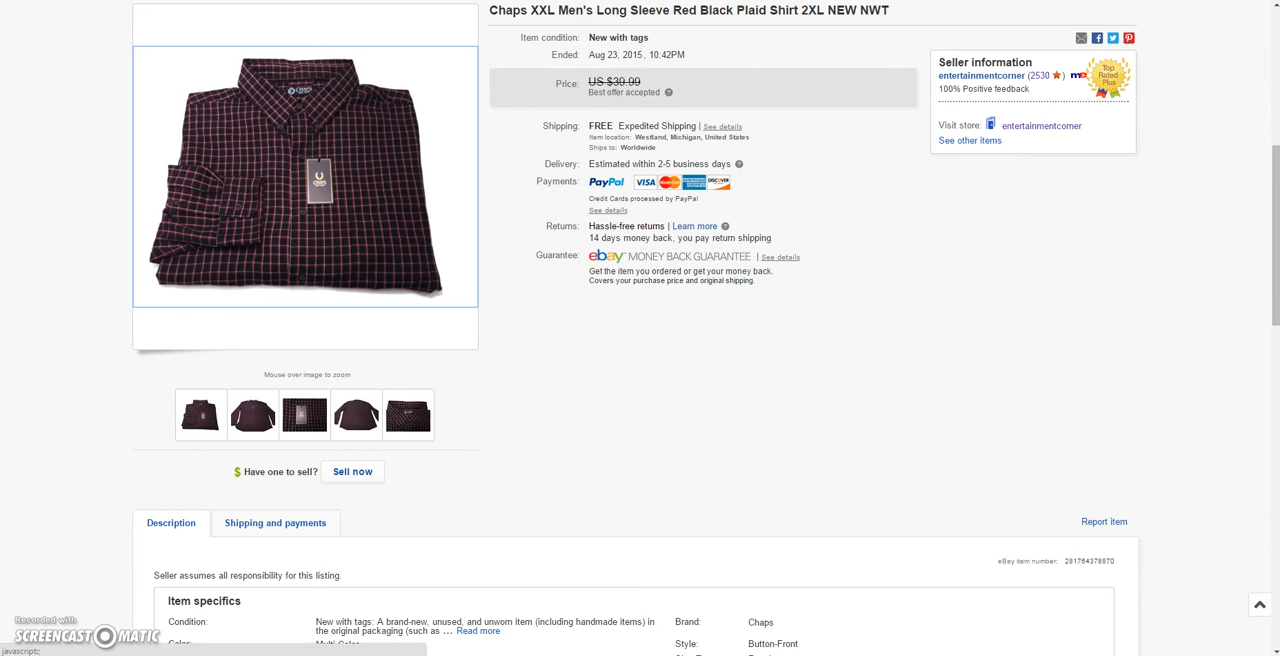 Chaps XXL Men's Long Sleeve Red Black Plaid Shirt 2XL NEW NWT
Item condition: New with tags
Ended: Aug 23, 2015, 10:42PM
Price: US $39.99
Best offer accepted
Shipping: FREE Expedited Shipping | See details
Item location: Westland, Michigan, United States
Ships to: Worldwide
Delivery: Estimated within 2-5 business days
Payments: PayPal VISA MasterCard DISCOVER
Credit Cards processed by PayPal
See details
Returns: Hassle-free returns | Learn more
14 days money back, you pay return shipping
Guarantee: ebay MONEY BACK GUARANTEE | See details
Get the item you ordered or get your money back.
Covers your purchase price and original shipping.
Seller information
entertainmentcorner (2530 ) me
100% Positive feedback
Top Rated Plus
Visit store: entertainmentcorner
See other items
CHAPS
CHAPS
Mouse over image to zoom
$ Have one to sell? Sell now
Description
Shipping and payments
Report item
eBay item number: 281764378870
Seller assumes all responsibility for this listing.
Item specifics
Condition: New with tags: A brand-new, unused, and unworn item (including handmade items) in
the original packaging (such as ... Read more
Brand: Chaps
Style: Button-Front
Recorded with
SCREENCAST-O-MATIC
javascript:;